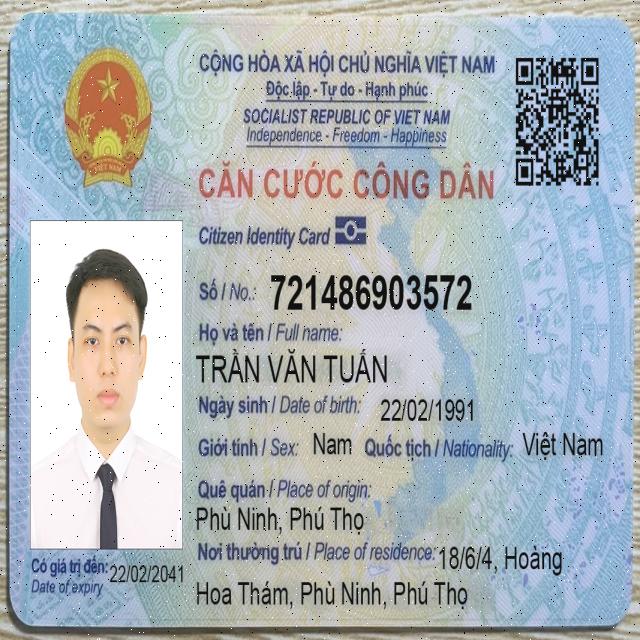 CỘNG HÒA XÃ HỘI CHỦ NGHĨA VIỆT NAM
Độc lập - Tự do - Hạnh phúc
SOCIALIST REPUBLIC OF VIET NAM
Independence - Freedom - Happiness
CĂN CƯỚC CÔNG DÂN
Citizen Identity Card
Số / No.: 721486903572
Họ và tên / Full name:
TRẦN VĂN TUẤN
Ngày sinh / Date of birth: 22/02/1991
Giới tính / Sex: Nam Quốc tịch / Nationality: Việt Nam
Quê quán / Place of origin:
Phù Ninh, Phú Thọ
Nơi thường trú / Place of residence: 18/6/4, Hoàng
Hoa Thám, Phù Ninh, Phú Thọ
Có giá trị đến: 22/02/2041
Date of expiry
VIỆT NAM